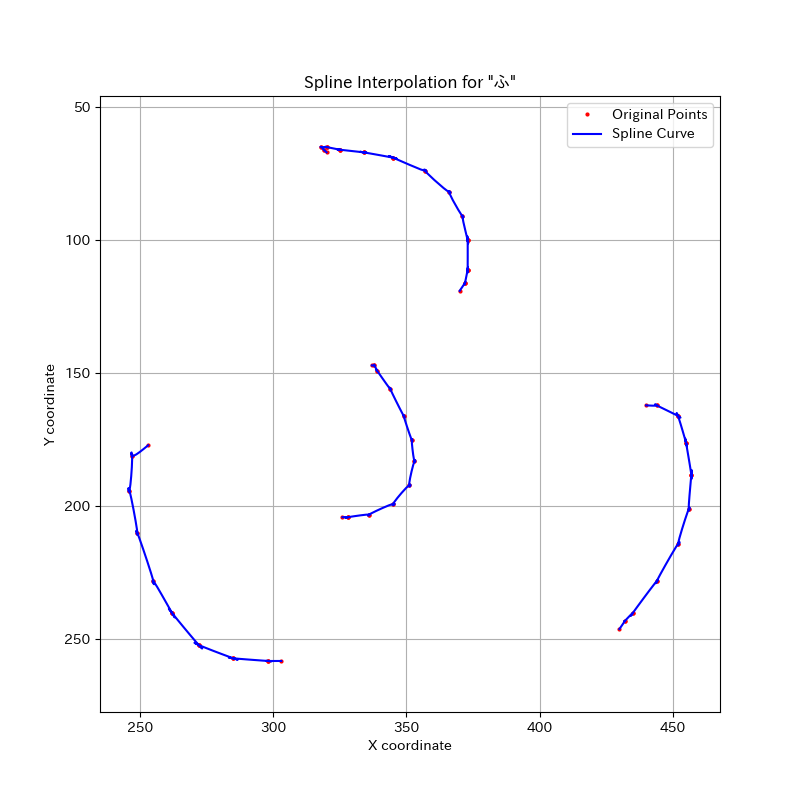 Spline Interpolation for "ふ"
Original Points
Spline Curve
50
100
150
200
250
Y coordinate
250 300 350 400 450
X coordinate